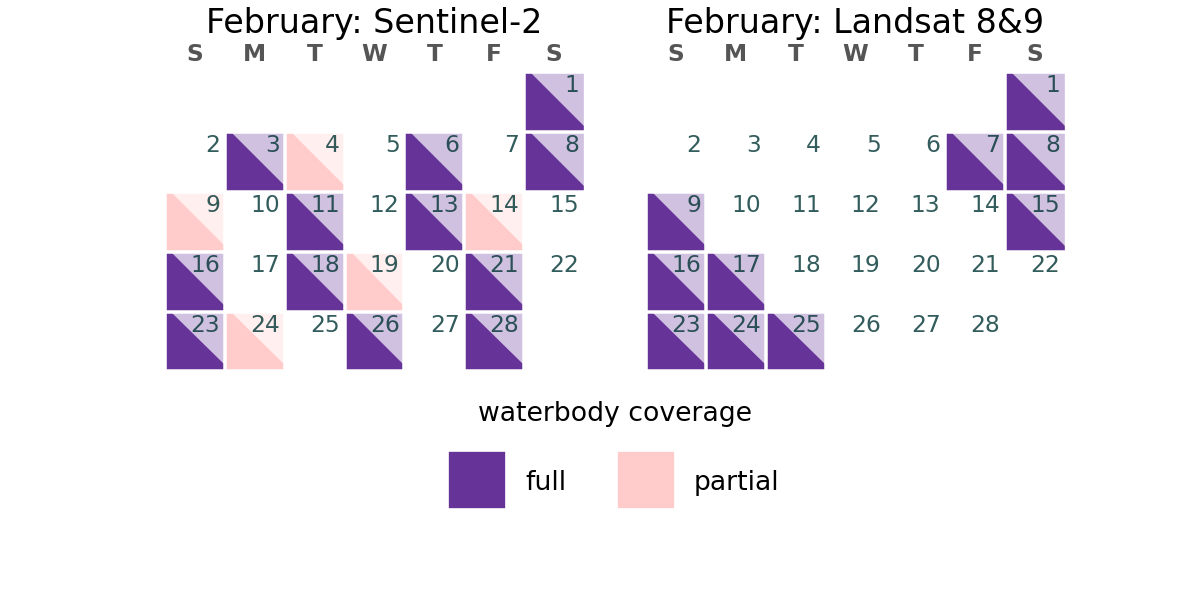 February: Sentinel-2
S M T W T F S
1
2 3 4 5 6 7 8
9 10 11 12 13 14 15
16 17 18 19 20 21 22
23 24 25 26 27 28
February: Landsat 8&9
S M T W T F S
1
2 3 4 5 6 7 8
9 10 11 12 13 14 15
16 17 18 19 20 21 22
23 24 25 26 27 28
waterbody coverage
full partial